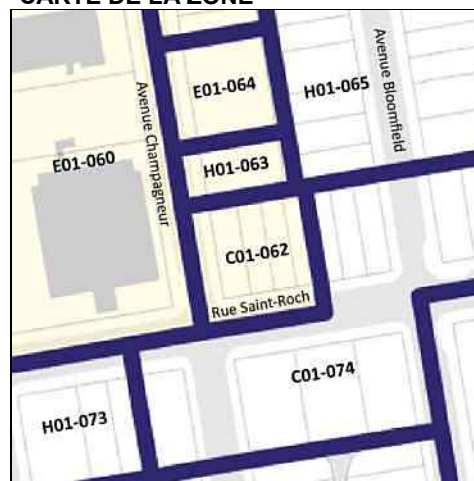 CARTE DE LA ZONE
E01-064
H01-065
Avenue Bloomfield
Avenue Champagneur
E01-060
H01-063
C01-062
Rue Saint-Roch
C01-074
H01-073